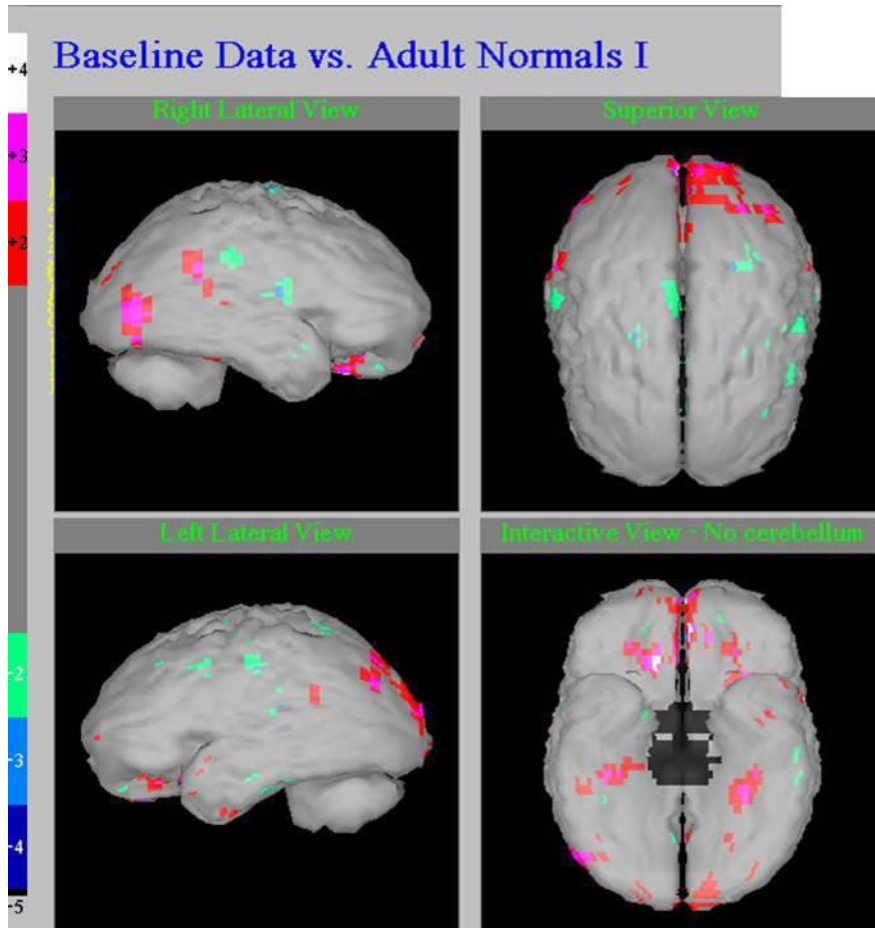 Baseline Data vs. Adult Normals I
+4
+3
+2
-2
-3
-4
-5
Right Lateral View
Superior View
Left Lateral View
Interactive View - No cerebellum